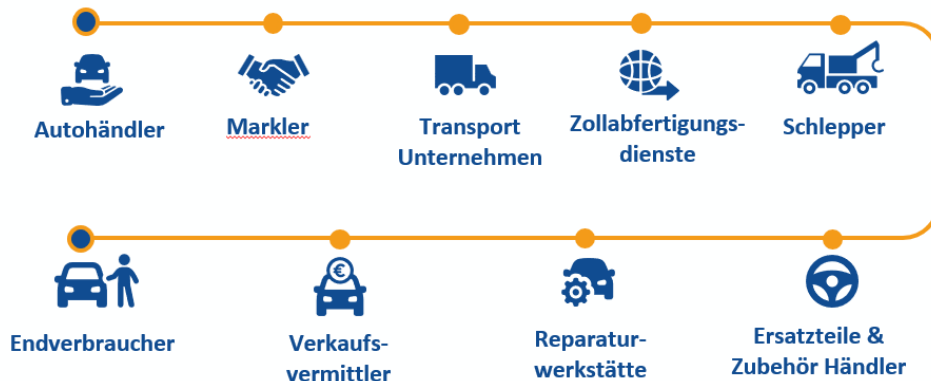 Autohändler
Markler
Transport
Unternehmen
Zollabfertigungs-
dienste
Schlepper
Endverbraucher
Verkaufs-
vermittler
Reparatur-
werkstätte
Ersatzteile &
Zubehör Händler
€